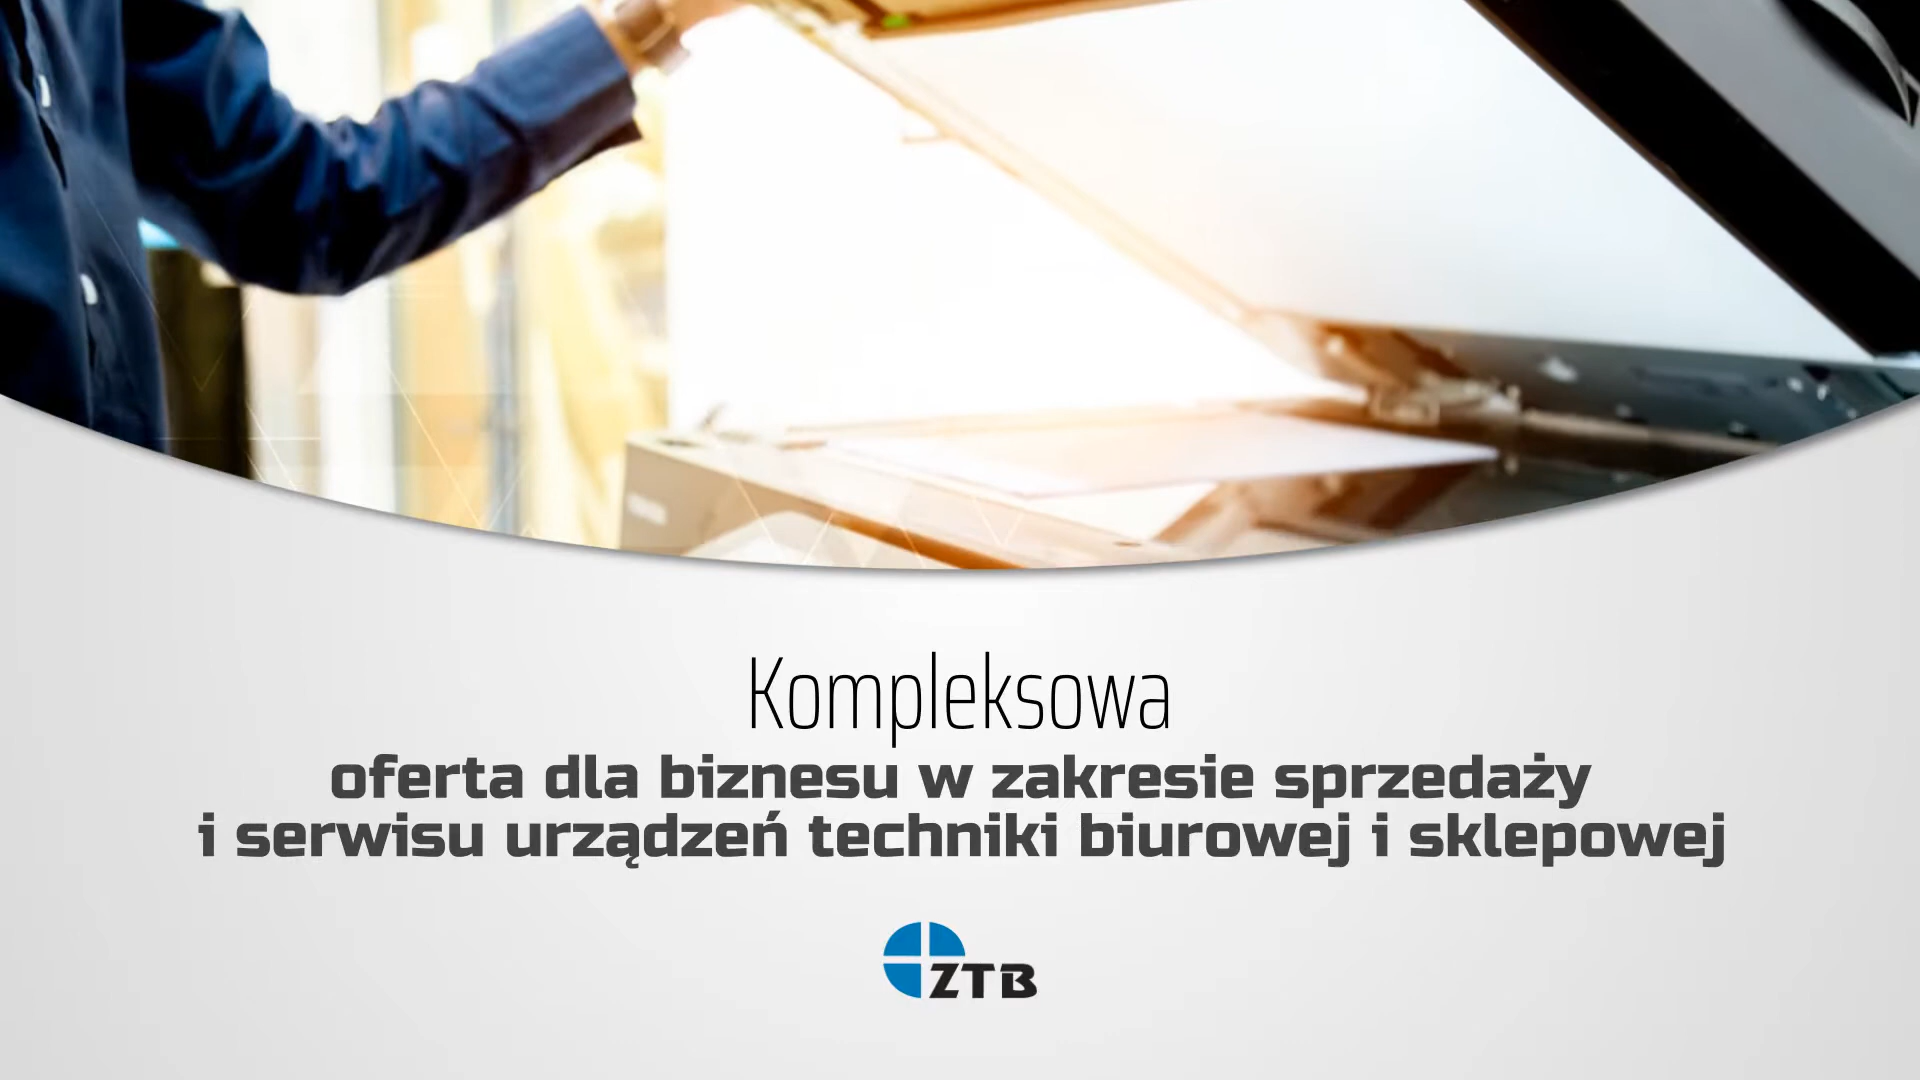 Kompleksowa
oferta dla biznesu w zakresie sprzedaży
i serwisu urządzeń techniki biurowej i sklepowej
ZTB